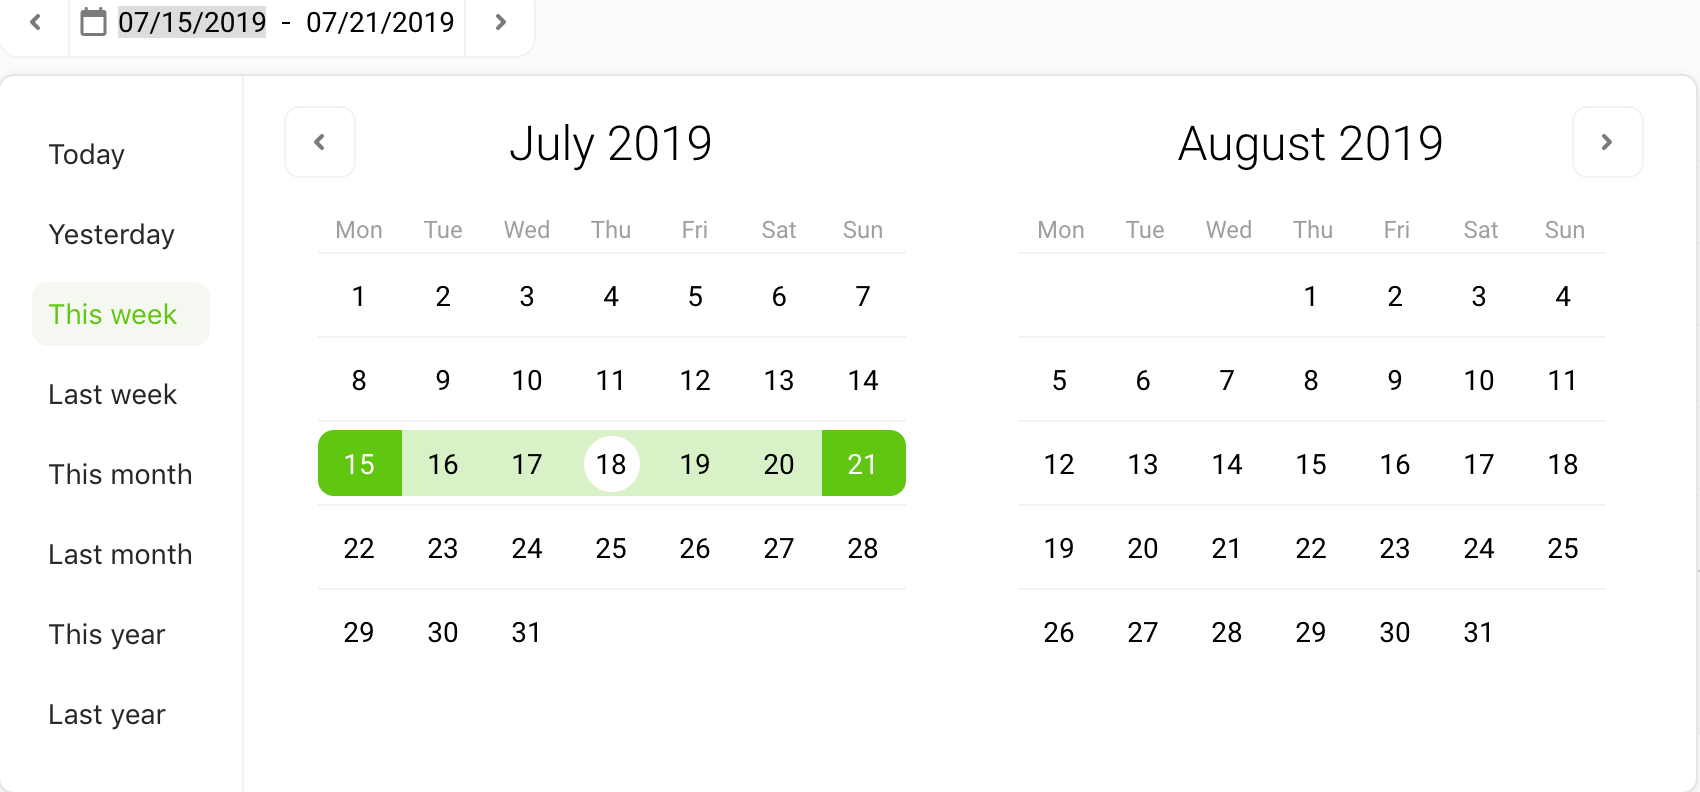 07/15/2019 - 07/21/2019
Today
Yesterday
This week
Last week
This month
Last month
This year
Last year
July 2019
Mon Tue Wed Thu Fri Sat Sun
1 2 3 4 5 6 7
8 9 10 11 12 13 14
15 16 17 18 19 20 21
22 23 24 25 26 27 28
29 30 31
August 2019
Mon Tue Wed Thu Fri Sat Sun
1 2 3 4
5 6 7 8 9 10 11
12 13 14 15 16 17 18
19 20 21 22 23 24 25
26 27 28 29 30 31